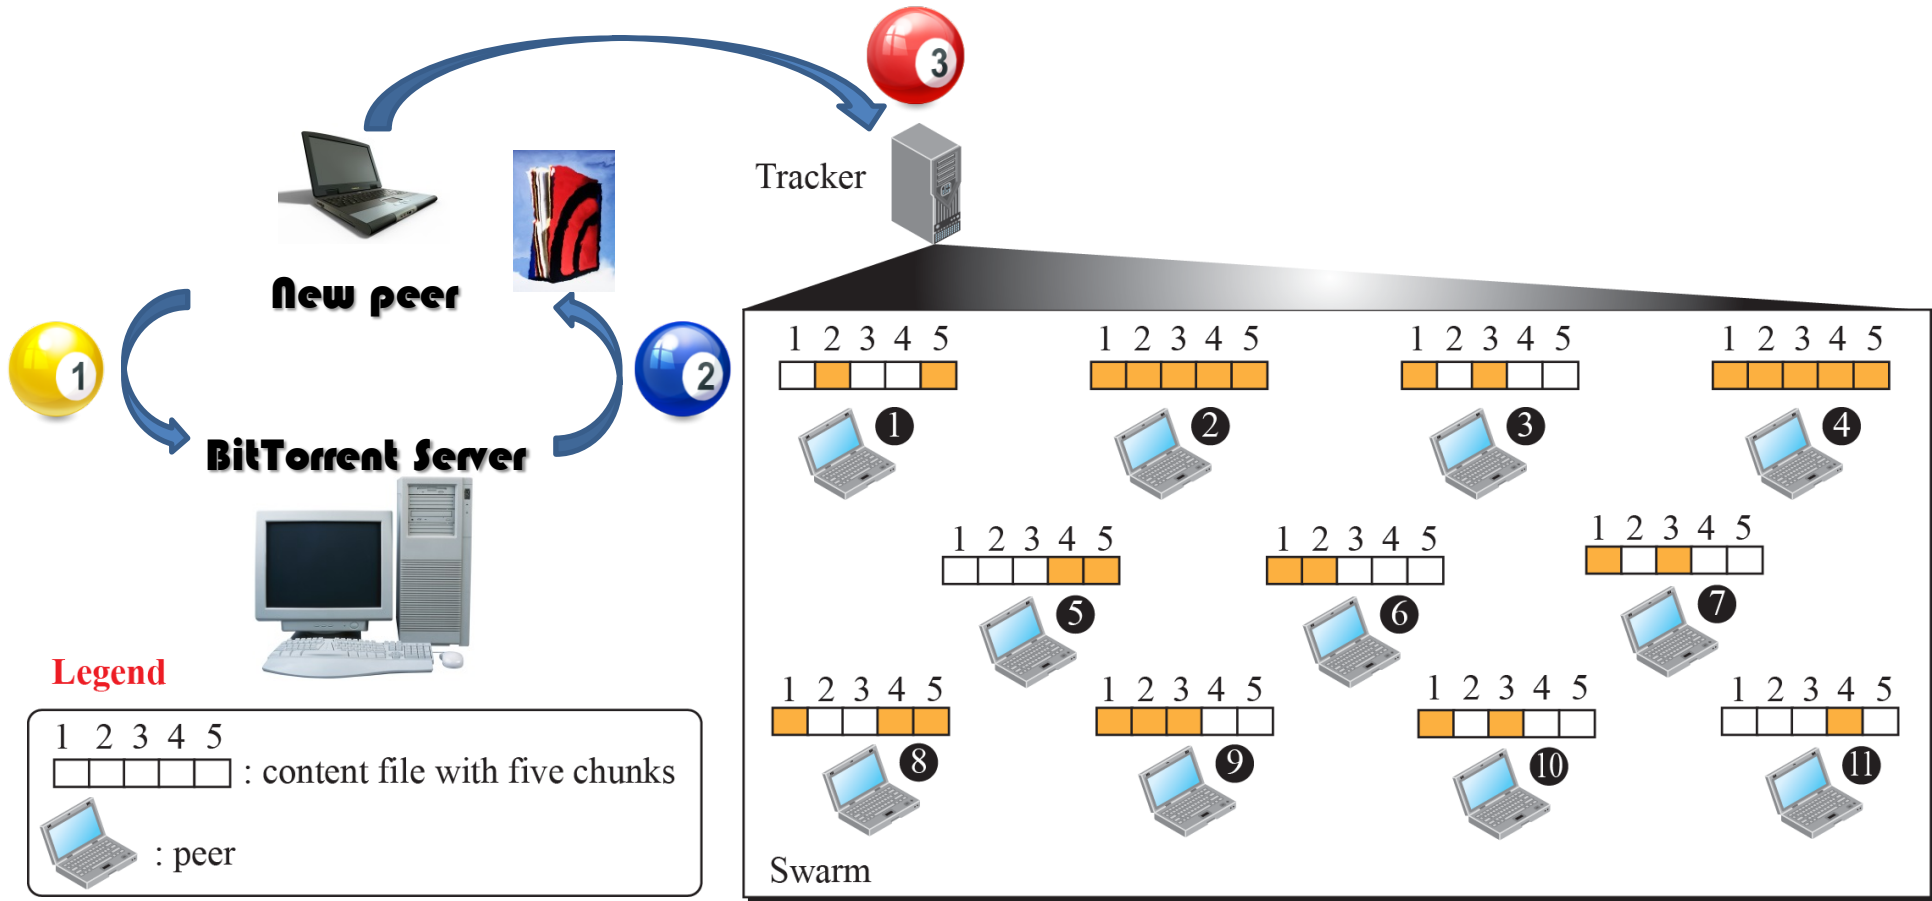 3
Tracker
New peer
1
2
BitTorrent Server
Legend
1 2 3 4 5
: content file with five chunks
: peer
1 2 3 4 5
1 2 3 4 5
1 2 3 4 5
1 2 3 4 5
1
2
3
4
1 2 3 4 5
1 2 3 4 5
1 2 3 4 5
5
6
7
1 2 3 4 5
1 2 3 4 5
1 2 3 4 5
1 2 3 4 5
8
9
10
11
Swarm